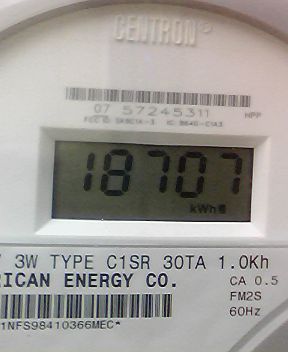 CENTRON®
07 57245311 HPP
18707
kWh
3W TYPE C1SR 30TA 1.0Kh
RICAN ENERGY CO. CA 0.5
FM2S
1NFS98410366MEC* 60Hz